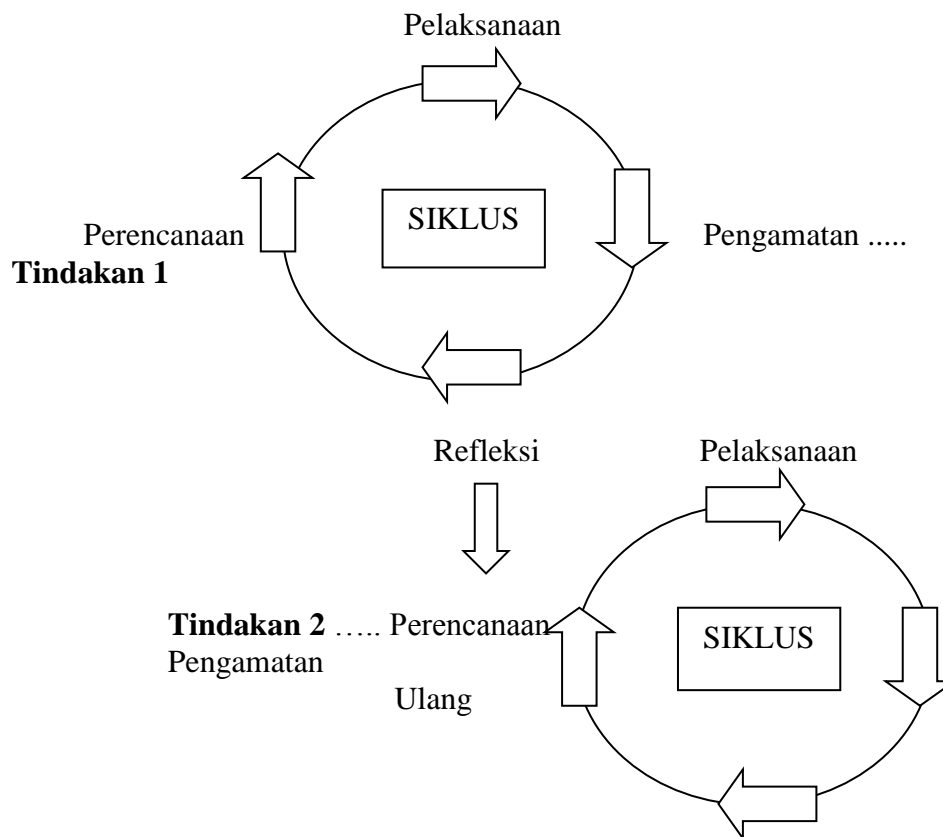 Pelaksanaan
SIKLUS
Perencanaan
Pengamatan .....
Tindakan 1
Refleksi
Pelaksanaan
Tindakan 2 ….. Perencanaan
SIKLUS
Pengamatan
Ulang